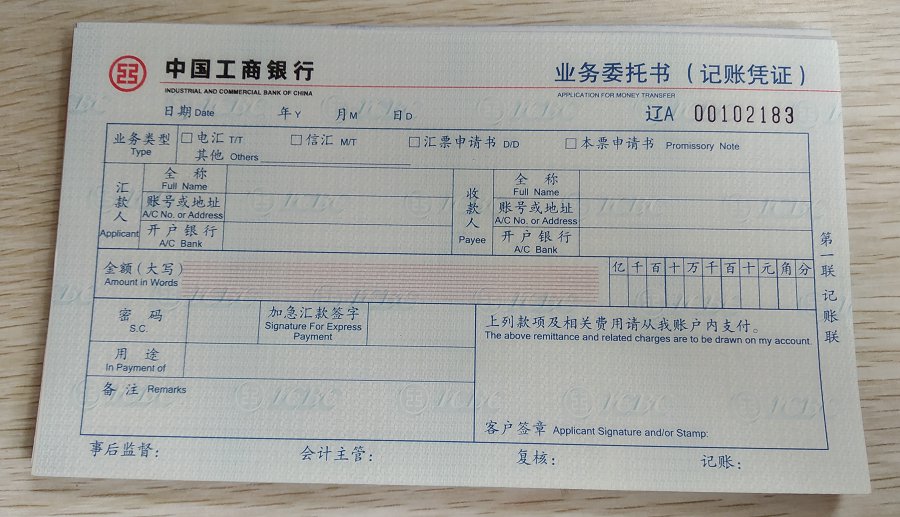 中国工商银行
INDUSTRIAL AND COMMERCIAL BANK OF CHINA
业务委托书（记账凭证）
APPLICATION FOR MONEY TRANSFER
日期 Date 年 Y 月 M 日 D
辽A 00102183
业务类型 Type
□ 电汇 T/T □ 信汇 M/T □ 汇票申请书 D/D □ 本票申请书 Promissory Note
其他 Others
汇款人 Applicant
全称 Full Name
账号或地址 A/C No. or Address
开户银行 A/C Bank
收款人 Payee
全称 Full Name
账号或地址 A/C No. or Address
开户银行 A/C Bank
金额（大写） Amount in Words
亿千百十万千百十元角分
密码 S.C.
加急汇款签字 Signature For Express Payment
用途 In Payment of
备注 Remarks
上列款项及相关费用请从我账户内支付。
The above remittance and related charges are to be drawn on my account.
客户签章 Applicant Signature and/or Stamp:
第一联 记账联
事后监督： 会计主管： 复核： 记账：
ICBC